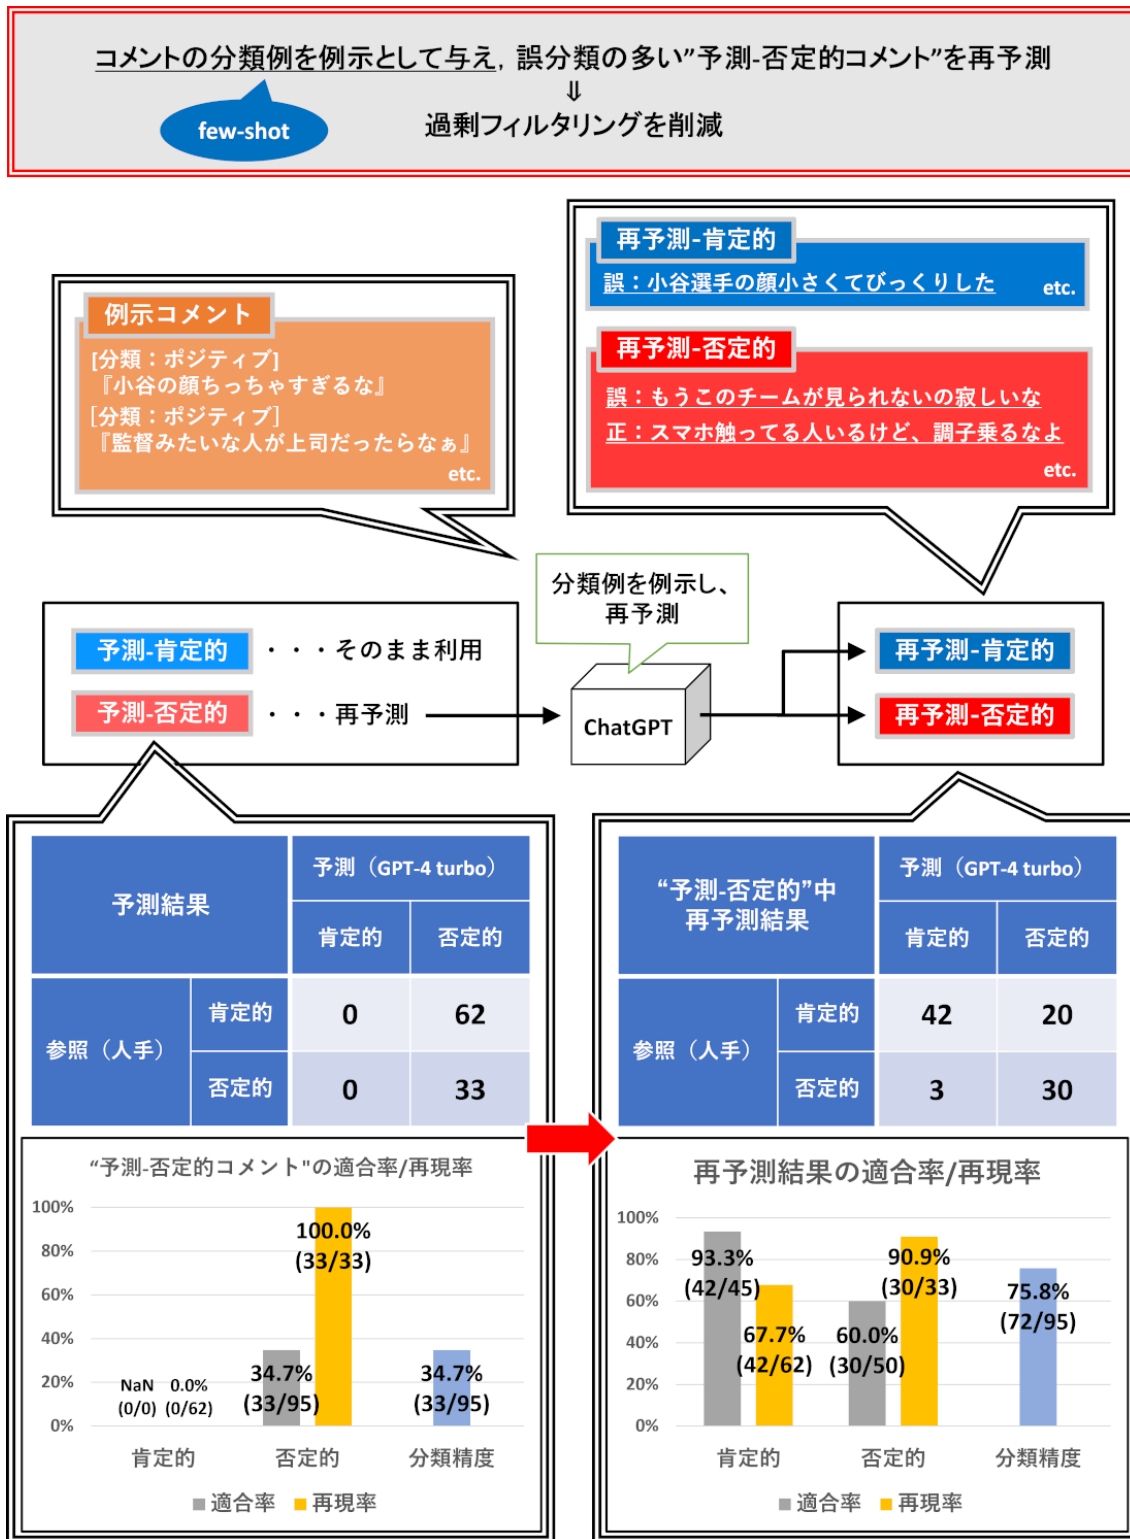 コメントの分類例を例示として与え, 誤分類の多い"予測-否定的コメント"を再予測
⇓
few-shot
過剰フィルタリングを削減
再予測-肯定的
誤：小谷選手の顔小さくてびっくりした
etc.
再予測-否定的
誤：もうこのチームが見られないの寂しいな
正：スマホ触ってる人いるけど、調子乗るなよ
etc.
例示コメント
[分類：ポジティブ]
『小谷の顔ちっちゃすぎるな』
[分類：ポジティブ]
『監督みたいな人が上司だったらなぁ』
etc.
分類例を例示し、
再予測
予測-肯定的 ・・・そのまま利用
予測-否定的 ・・・再予測
ChatGPT
再予測-肯定的
再予測-否定的
予測結果
予測（GPT-4 turbo）
肯定的 否定的
参照（人手）
肯定的 0 62
否定的 0 33
"予測-否定的コメント"の適合率/再現率
100%
80%
60%
40%
20%
0%
NaN
(0/0)
0.0%
(0/62)
34.7%
(33/95)
100.0%
(33/33)
34.7%
(33/95)
肯定的 否定的 分類精度
適合率 再現率
“予測-否定的”中
再予測結果
予測（GPT-4 turbo）
肯定的 否定的
参照（人手）
肯定的 42 20
否定的 3 30
再予測結果の適合率/再現率
100%
80%
60%
40%
20%
0%
93.3%
(42/45)
67.7%
(42/62)
60.0%
(30/50)
90.9%
(30/33)
75.8%
(72/95)
肯定的 否定的 分類精度
適合率 再現率